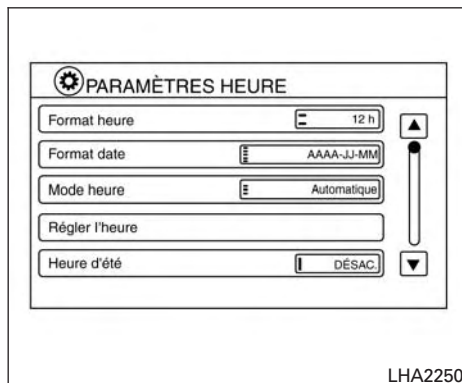 PARAMÈTRES HEURE
Format heure 12 h
Format date AAAA-JJ-MM
Mode heure Automatique
Régler l'heure
Heure d'été DÉSAC.
LHA2250